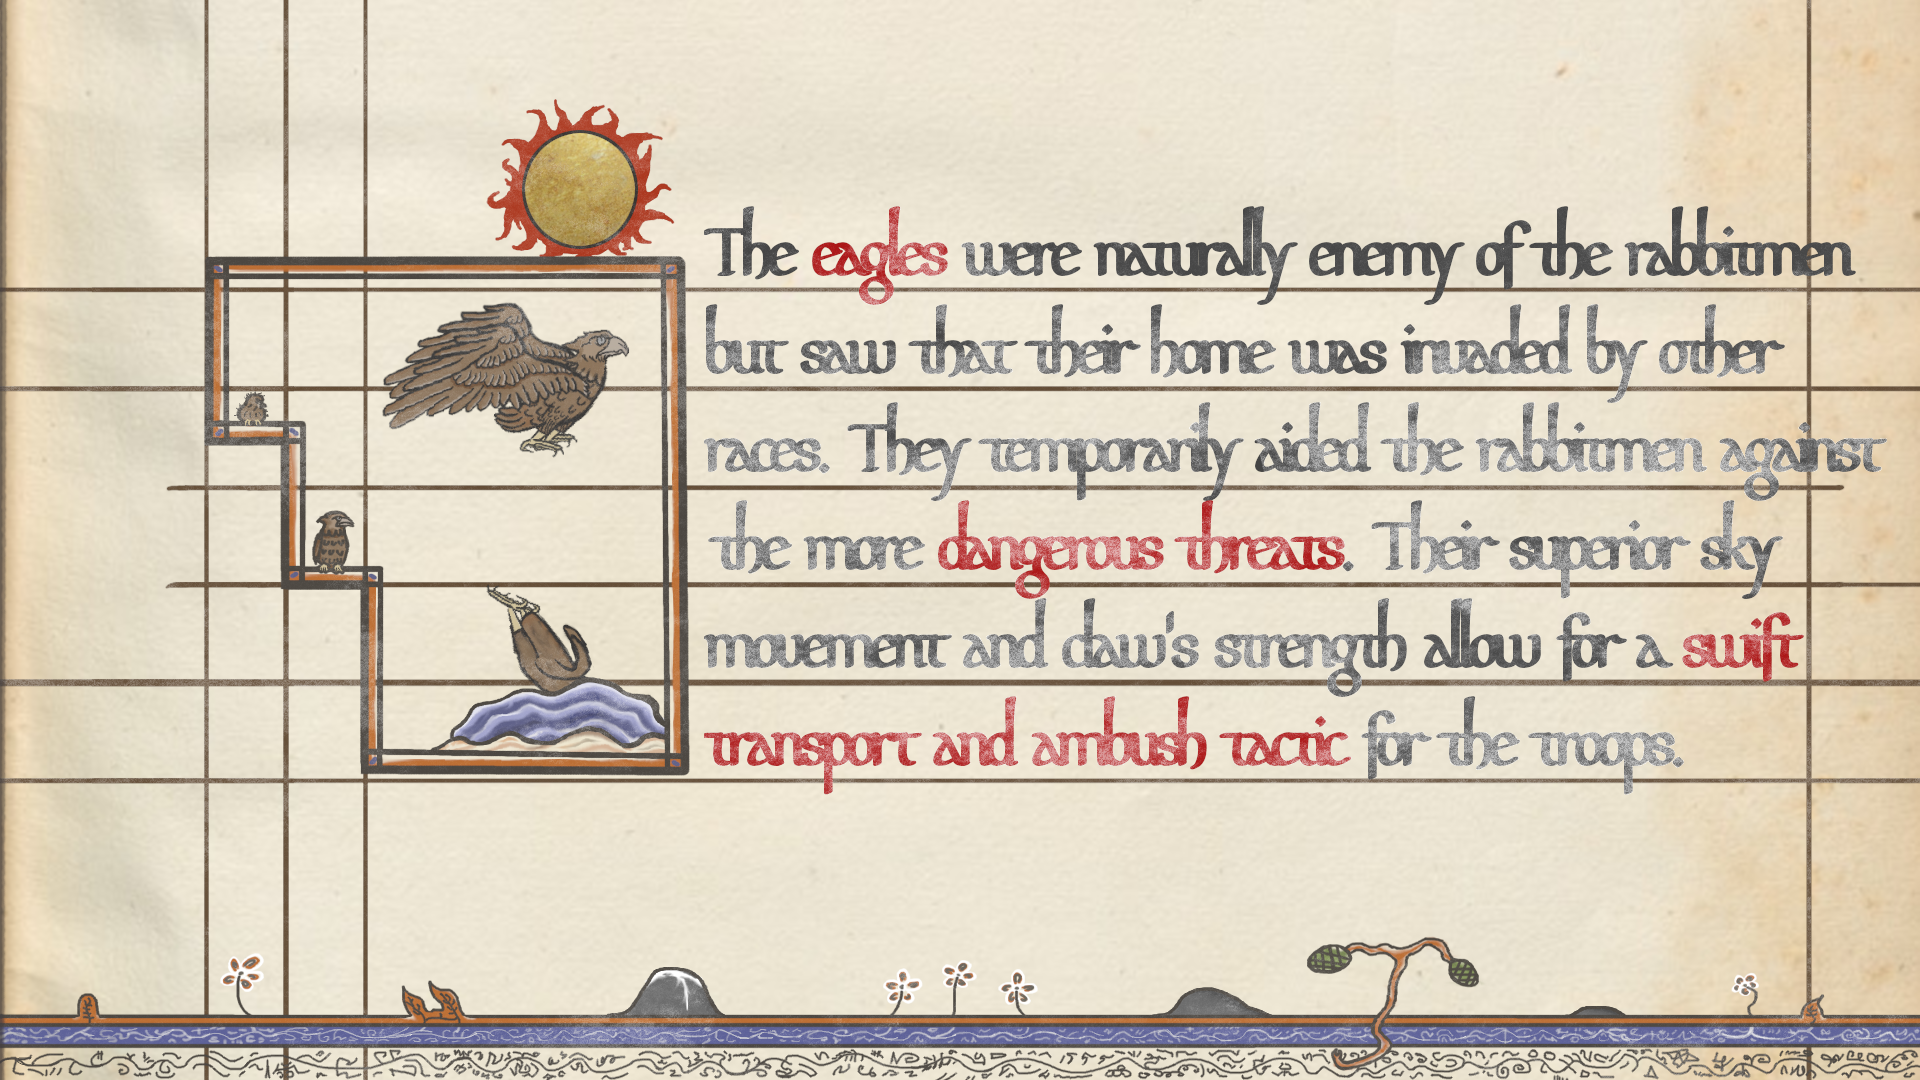 The eagles were naturally enemy of the rabbitmen
but saw that their home was invaded by other
races. They temporarily aided the rabbitmen against
the more dangerous threats. Their superior sky
movement and claw's strength allow for a swift
transport and ambush tactic for the troops.